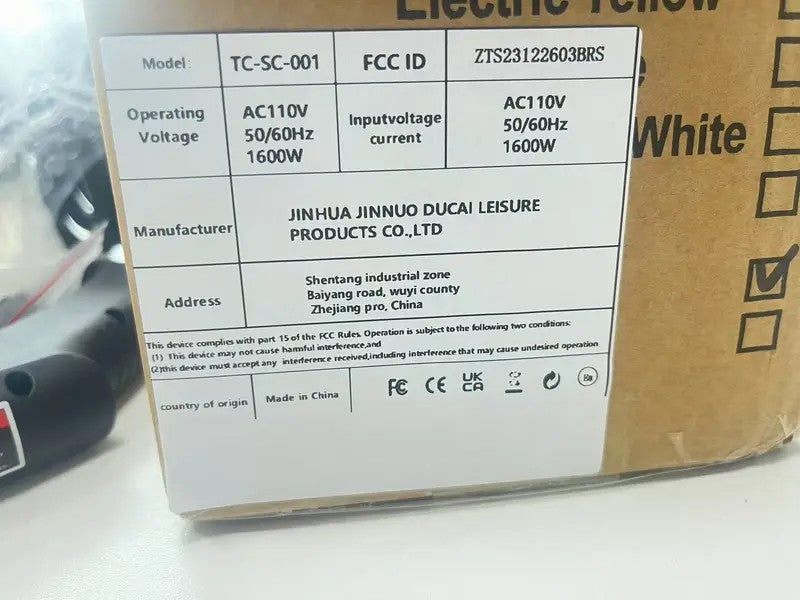 Electric Yellow
Model: TC-SC-001 FCC ID ZTS23122603BRS
Operating Voltage AC110V 50/60Hz 1600W Inputvoltage current AC110V 50/60Hz 1600W
White
Manufacturer JINHUA JINNUO DUCAI LEISURE
PRODUCTS CO.,LTD
Address Shentang industrial zone
Baiyang road, wuyi county
Zhejiang pro, China
This device complies with part 15 of the FCC Rules. Operation is subject to the following two conditions:
(1) This device may not cause harmful interference,and
(2)this device must accept any interference received,including interference that may cause undesired operation
country of origin Made in China FC CE UK CA